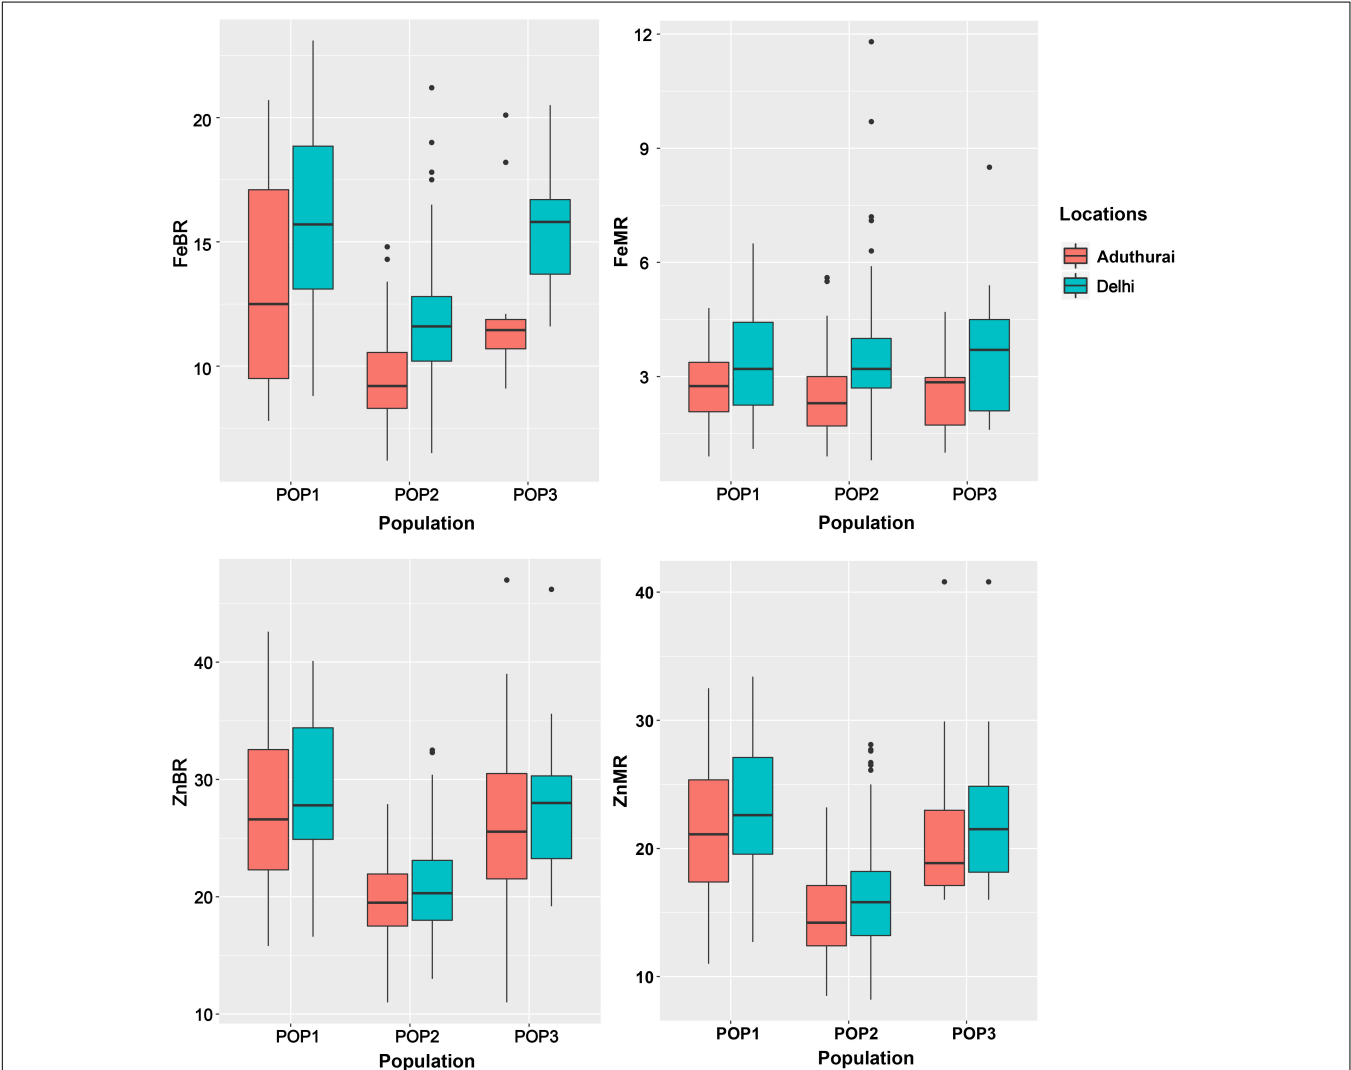 FeBR
20
15
10
POP1 POP2 POP3
Population
FeMR
12
9
6
3
POP1 POP2 POP3
Population
Locations
Aduthurai
Delhi
ZnBR
40
30
20
10
POP1 POP2 POP3
Population
ZnMR
40
30
20
10
POP1 POP2 POP3
Population